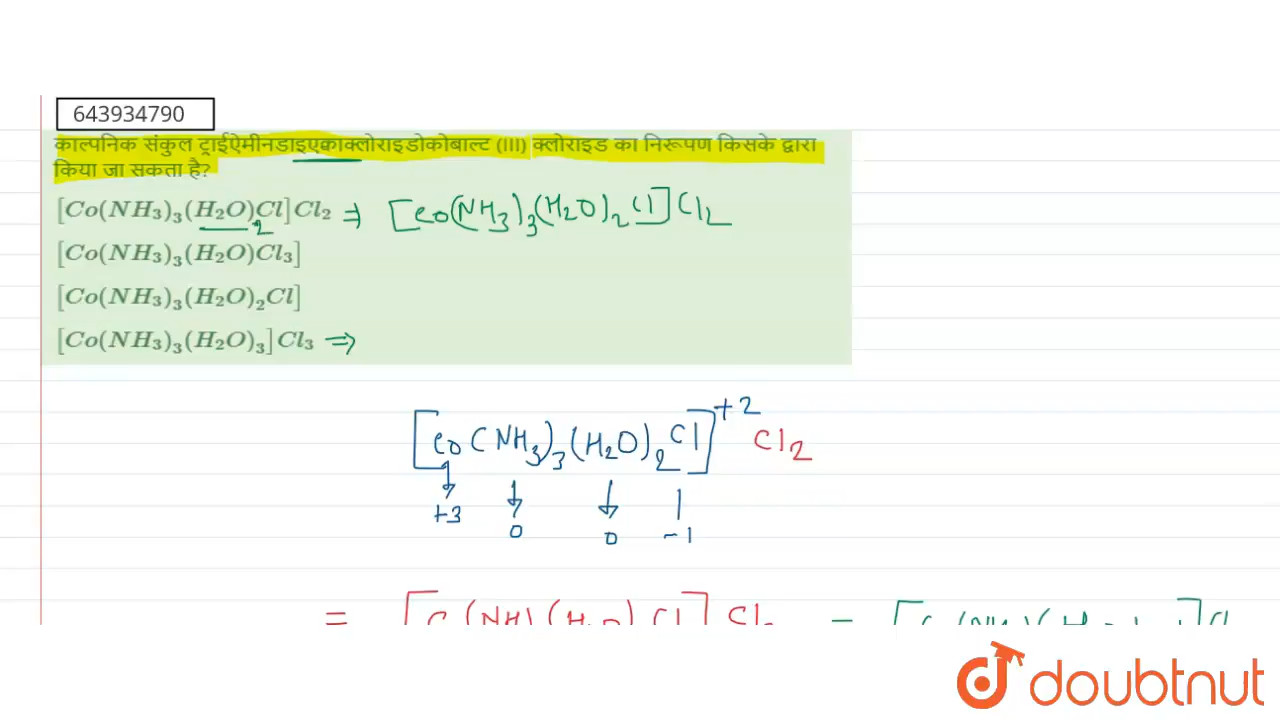 643934790
काल्पनिक संकुल ट्राईऐमीनडाइएक्वाक्लोराइडोकोबाल्ट (III) क्लोराइड का निरूपण किसके द्वारा
किया जा सकता है?
[Co(NH₃)₃(H₂O)Cl]Cl₂ ⇒ [Co(NH₃)₃(H₂O)₂Cl]Cl₂
2
[Co(NH₃)₃(H₂O)Cl₃]
[Co(NH₃)₃(H₂O)₂Cl]
[Co(NH₃)₃(H₂O)₃]Cl₃ ⇒
[Co(NH₃)₃(H₂O)₂Cl]⁺² Cl₂
+3 0 0 -1
doubtnut